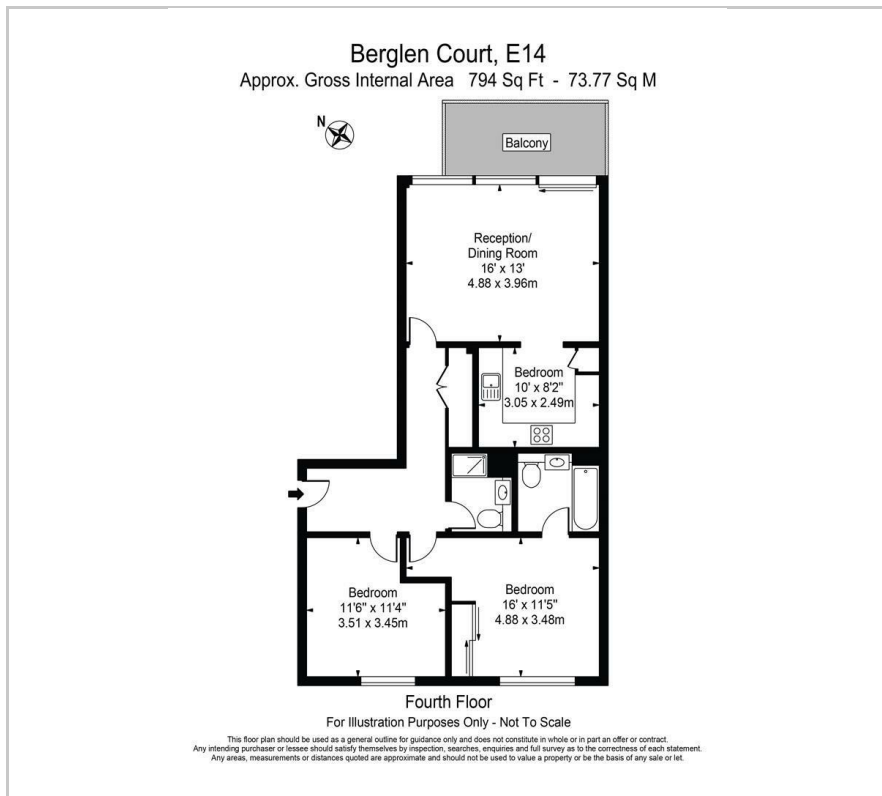 Berglen Court, E14
Approx. Gross Internal Area 794 Sq Ft - 73.77 Sq M
N
Balcony
Reception/
Dining Room
16' x 13'
4.88 x 3.96m
Bedroom
10' x 8'2"
3.05 x 2.49m
Bedroom
11'6" x 11'4"
3.51 x 3.45m
Bedroom
16' x 11'5"
4.88 x 3.48m
Fourth Floor
For Illustration Purposes Only - Not To Scale
This floor plan should be used as a general outline for guidance only and does not constitute in whole or in part an offer or contract.
Any intending purchaser or lessee should satisfy themselves by inspection, searches, enquiries and full survey as to the correctness of each statement.
Any areas, measurements or distances quoted are approximate and should not be used to value a property or be the basis of any sale or let.